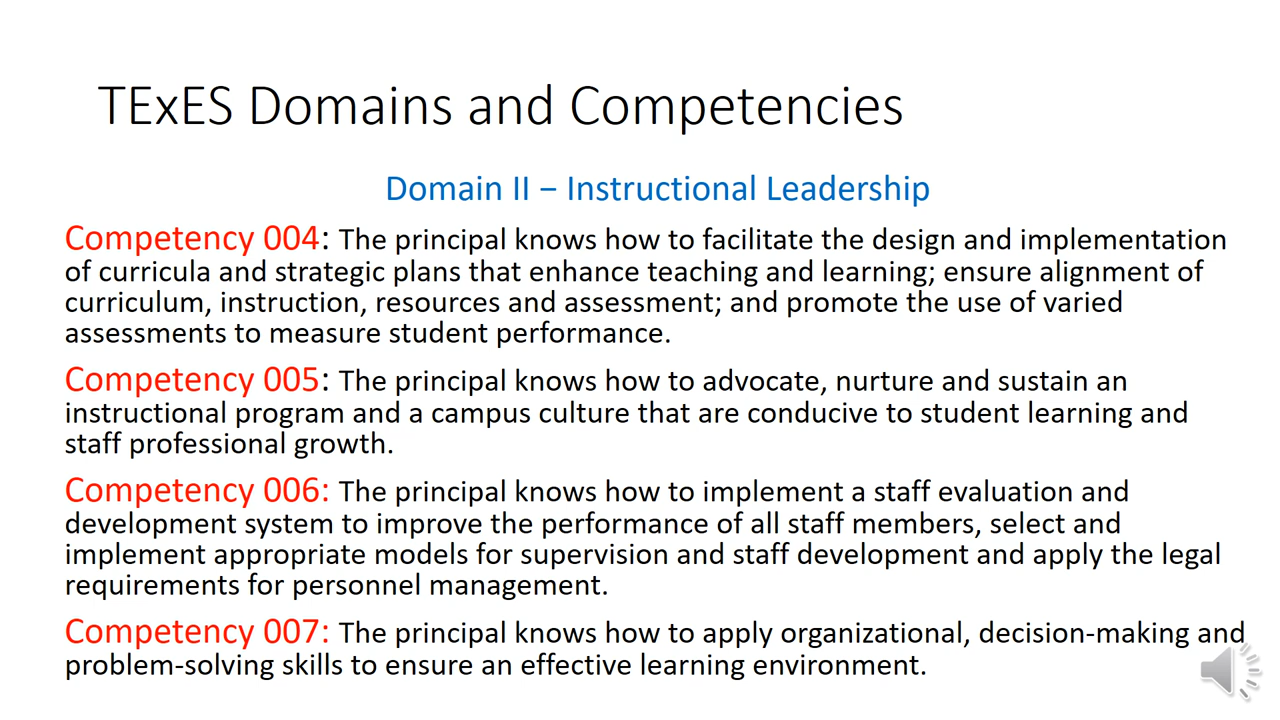 TExES Domains and Competencies
Domain II – Instructional Leadership
Competency 004: The principal knows how to facilitate the design and implementation
of curricula and strategic plans that enhance teaching and learning; ensure alignment of
curriculum, instruction, resources and assessment; and promote the use of varied
assessments to measure student performance.
Competency 005: The principal knows how to advocate, nurture and sustain an
instructional program and a campus culture that are conducive to student learning and
staff professional growth.
Competency 006: The principal knows how to implement a staff evaluation and
development system to improve the performance of all staff members, select and
implement appropriate models for supervision and staff development and apply the legal
requirements for personnel management.
Competency 007: The principal knows how to apply organizational, decision-making and
problem-solving skills to ensure an effective learning environment.